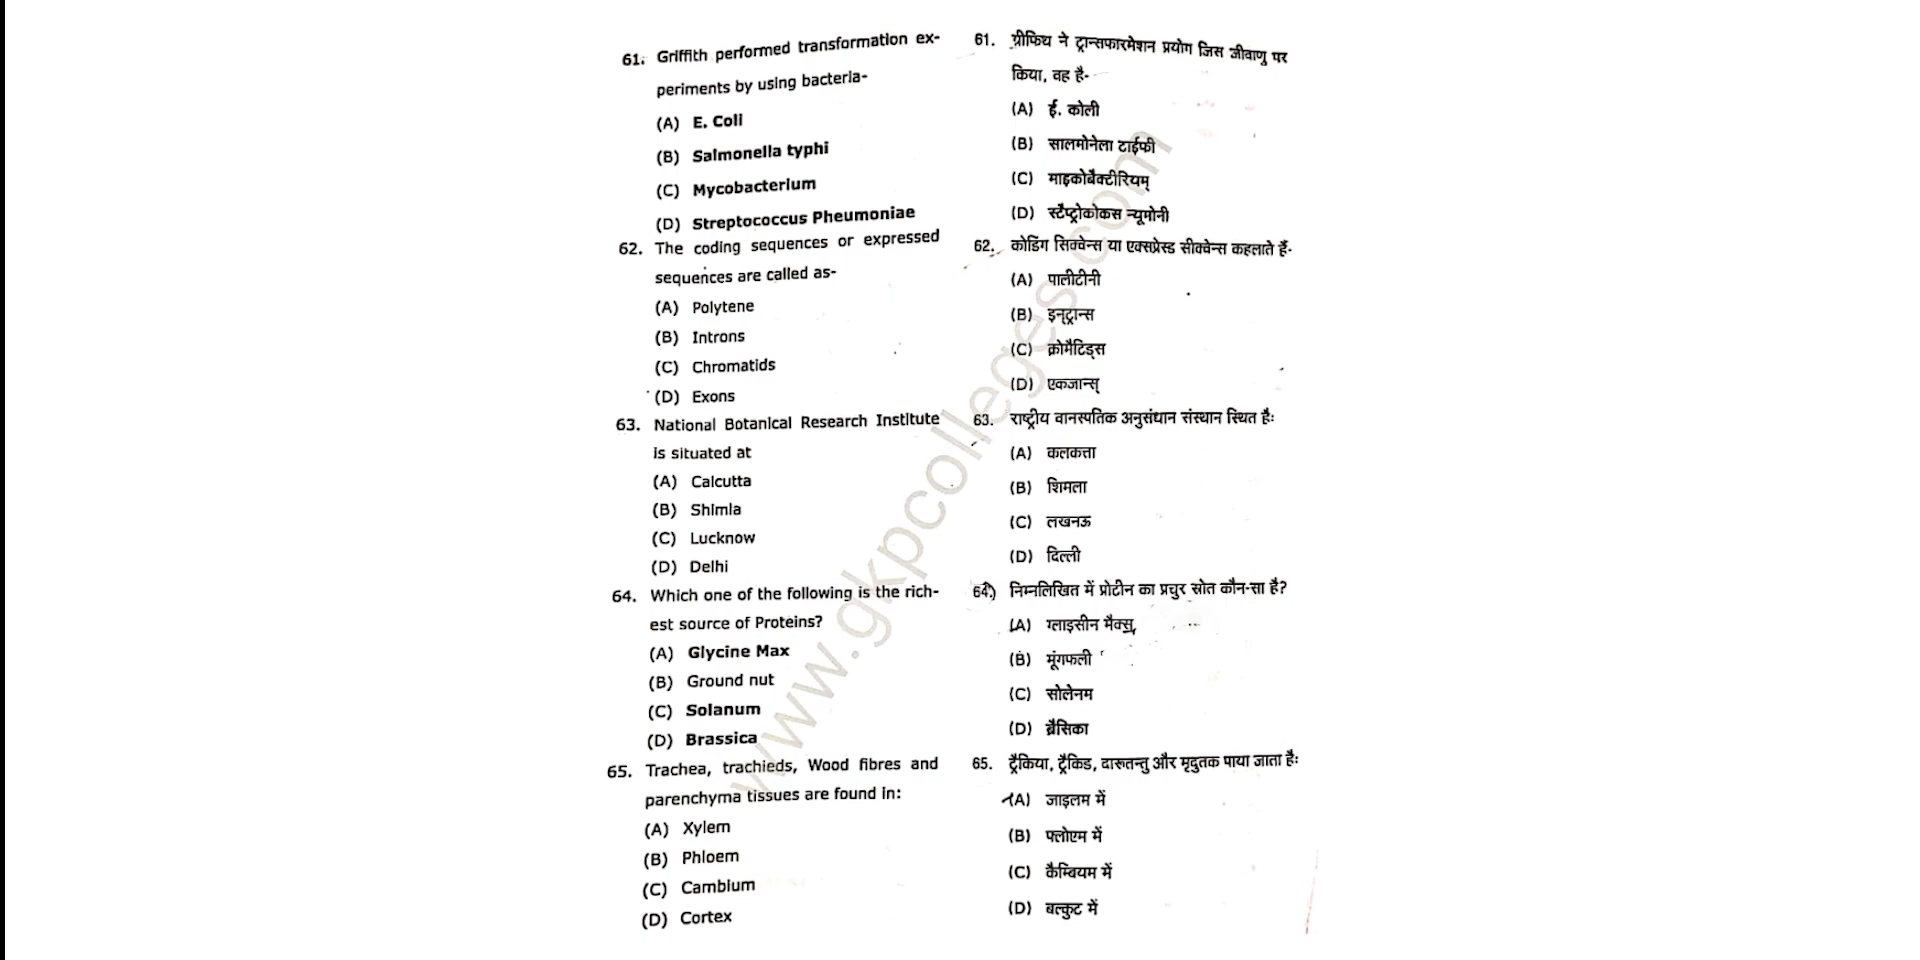 61. Griffith performed transformation ex-
periments by using bacteria-
(A) E. Coli
(B) Salmonella typhi
(C) Mycobacterium
(D) Streptococcus Pheumoniae
62. The coding sequences or expressed
sequences are called as-
(A) Polytene
(B) Introns
(C) Chromatids
(D) Exons
63. National Botanical Research Institute
is situated at
(A) Calcutta
(B) Shimla
(C) Lucknow
(D) Delhi
64. Which one of the following is the rich-
est source of Proteins?
(A) Glycine Max
(B) Ground nut
(C) Solanum
(D) Brassica
65. Trachea, trachieds, Wood fibres and
parenchyma tissues are found in:
(A) Xylem
(B) Phloem
(C) Cambium
(D) Cortex
61. ग्रीफिथ ने ट्रान्सफारमेशन प्रयोग जिस जीवाणु पर
किया, वह है-
(A) ई. कोली
(B) सालमोनेला टाईफी
(C) माइकोबैक्टीरियम्
(D) स्टैप्ट्रोकोकस न्यूमोनी
62. कोडिंग सिक्वेन्स या एक्सप्रेस्ड सीक्वेन्स कहलाते हैं-
(A) पालीटीनी
(B) इन्ट्रान्स
(C) क्रोमैटिड्स
(D) एकजान्स्
63. राष्ट्रीय वानस्पतिक अनुसंधान संस्थान स्थित है:
(A) कलकत्ता
(B) शिमला
(C) लखनऊ
(D) दिल्ली
64. निम्नलिखित में प्रोटीन का प्रचुर स्रोत कौन-सा है?
(A) ग्लाइसीन मैक्स्
(B) मूंगफली
(C) सोलेनम
(D) ब्रैसिका
65. ट्रैकिया, ट्रैकिड, दारूतन्तु और मृदुतक पाया जाता है:
(A) जाइलम में
(B) फ्लोएम में
(C) कैम्बियम में
(D) बल्कुट में
www.gkpcolleges.com